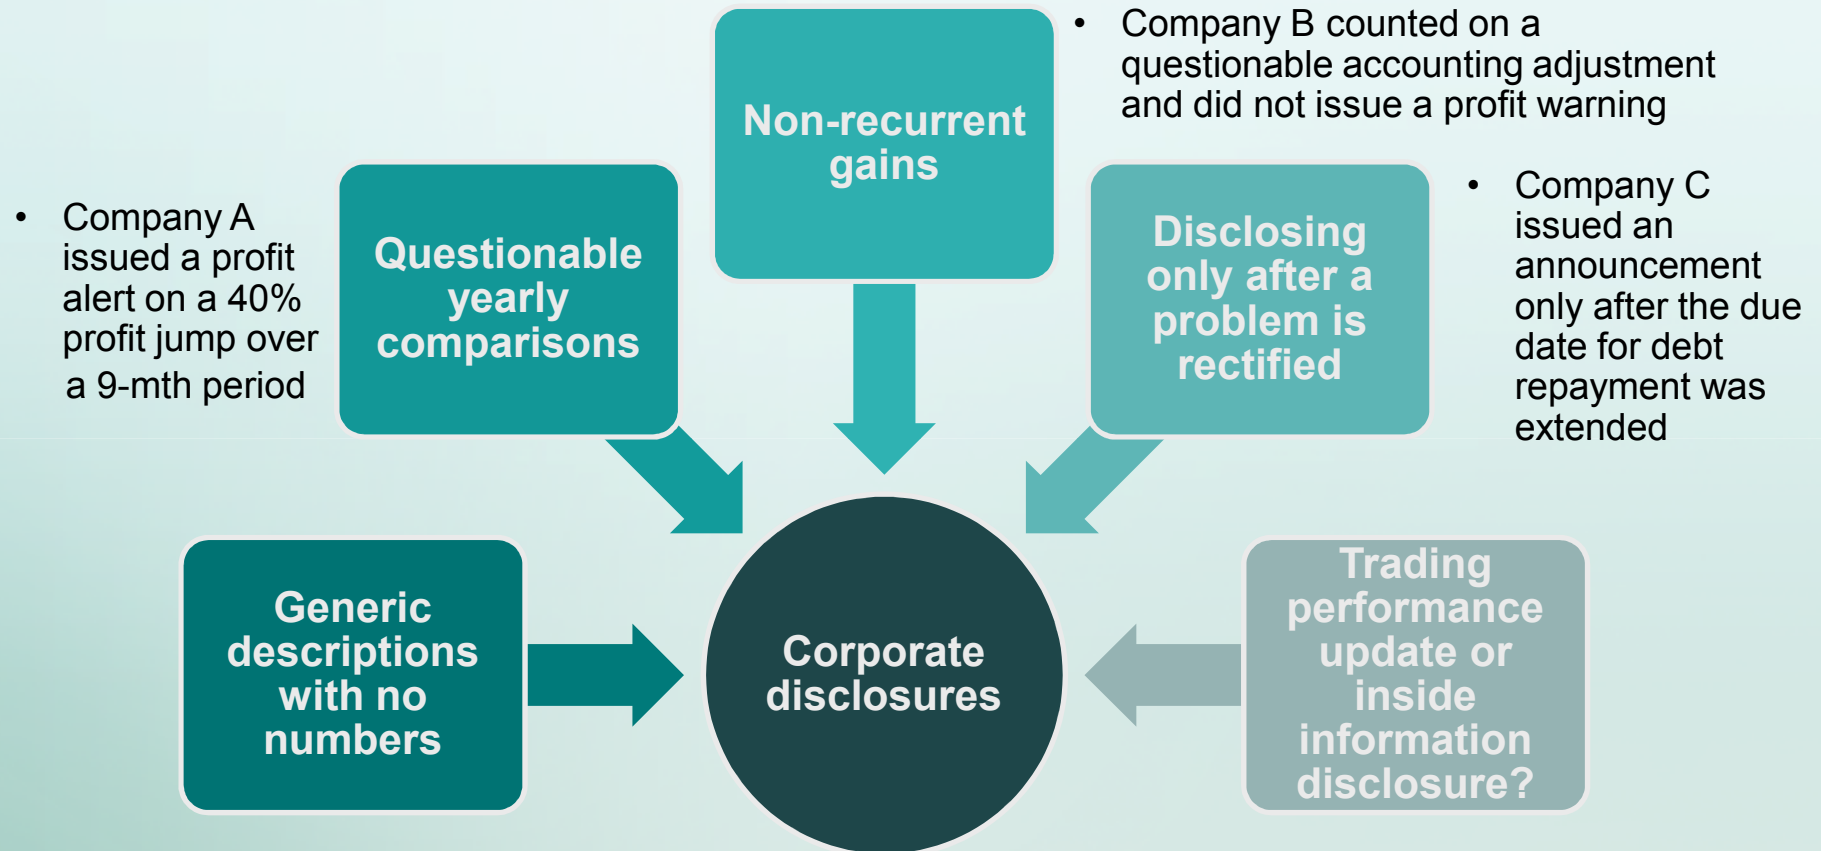 • Company A
issued a profit
alert on a 40%
profit jump over
a 9-mth period
Questionable
yearly
comparisons
Non-recurrent
gains
• Company B counted on a
questionable accounting adjustment
and did not issue a profit warning
Disclosing
only after a
problem is
rectified
• Company C
issued an
announcement
only after the due
date for debt
repayment was
extended
Generic
descriptions
with no
numbers
Corporate
disclosures
Trading
performance
update or
inside
information
disclosure?